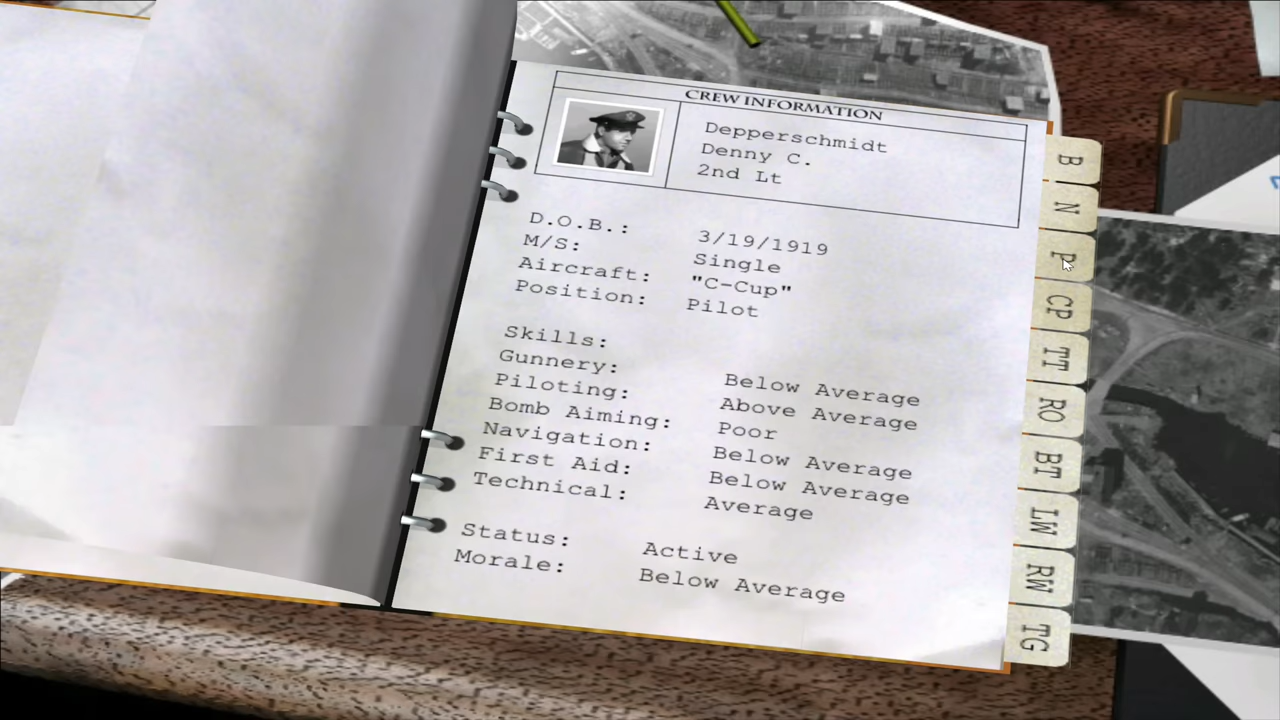 CREW INFORMATION
Depperschmidt
Denny C.
2nd Lt
D.O.B.: 3/19/1919
M/S: Single
Aircraft: "C-Cup"
Position: Pilot
Skills:
Gunnery: Below Average
Piloting: Above Average
Bomb Aiming: Poor
Navigation: Below Average
First Aid: Below Average
Technical: Average
Status: Active
Morale: Below Average
B
N
P
CP
TT
RO
BT
LW
RW
TG